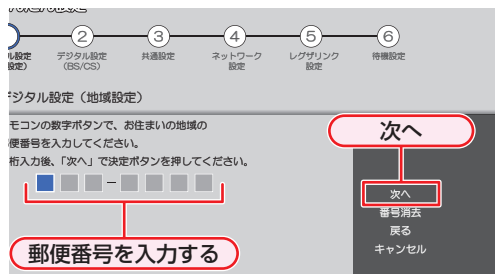 2
3
4
5
6
ル設定
設定)
デジタル設定
(BS/CS)
共通設定
ネットワーク
設定
レグザリンク
設定
待機設定
デジタル設定（地域設定）
モコンの数字ボタンで、お住まいの地域の
便番号を入力してください。
桁入力後、「次へ」で決定ボタンを押してください。
次へ
–
次へ
番号消去
戻る
キャンセル
郵便番号を入力する